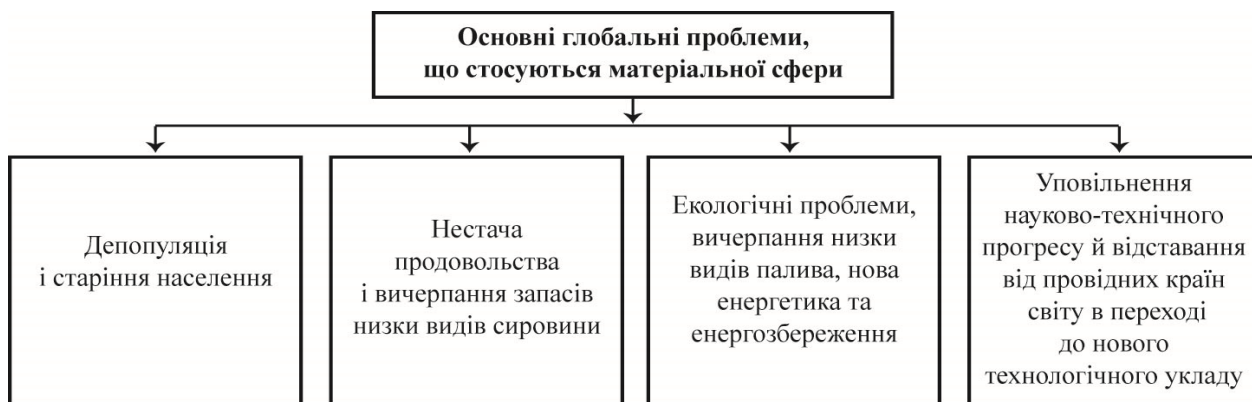 Основні глобальні проблеми,
що стосуються матеріальної сфери
Депопуляція
і старіння населення
Нестача
продовольства
і вичерпання запасів
низки видів сировини
Екологічні проблеми,
вичерпання низки
видів палива, нова
енергетика та
енергозбереження
Уповільнення
науково-технічного
прогресу й відставання
від провідних країн
світу в переході
до нового
технологічного укладу